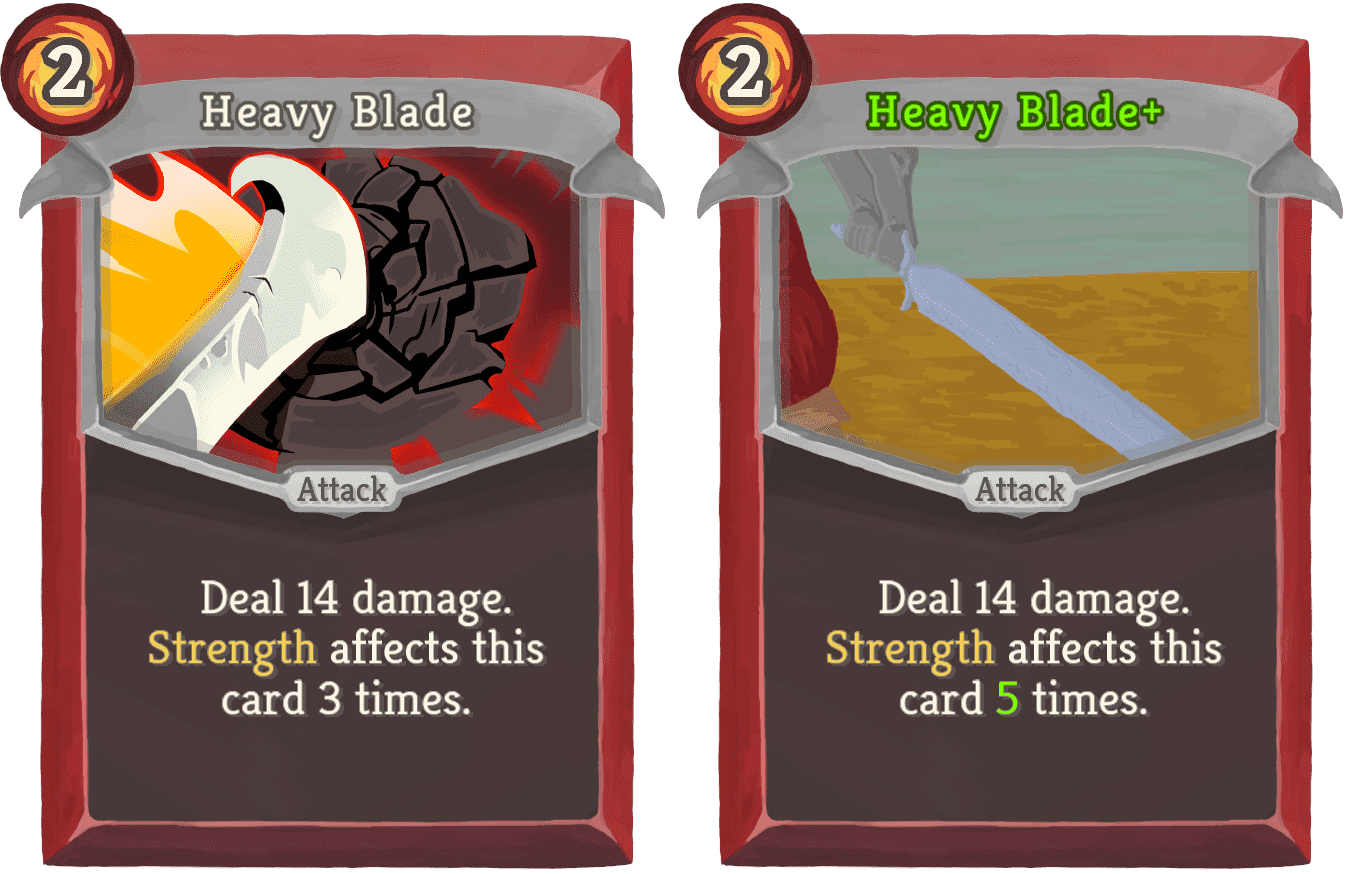 2
Heavy Blade
Attack
Deal 14 damage.
Strength affects this
card 3 times.
2
Heavy Blade+
Attack
Deal 14 damage.
Strength affects this
card 5 times.